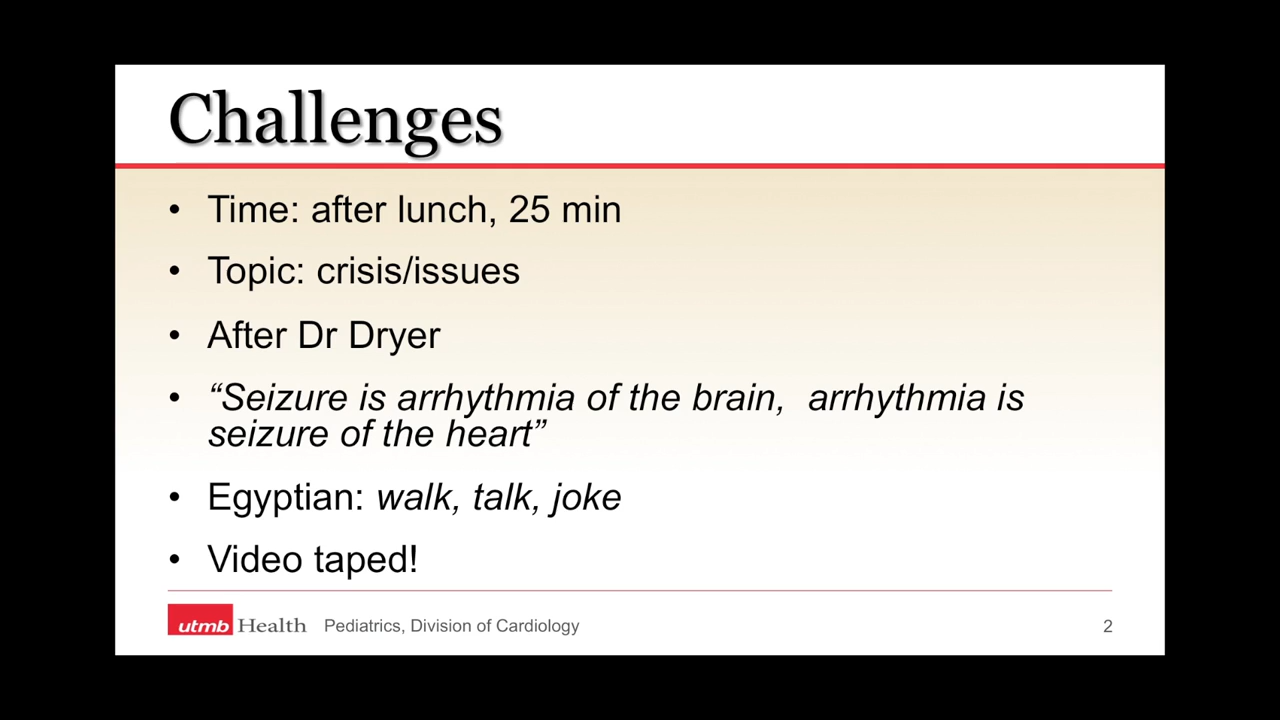 Challenges
• Time: after lunch, 25 min
• Topic: crisis/issues
• After Dr Dryer
• “Seizure is arrhythmia of the brain,  arrhythmia is
seizure of the heart”
• Egyptian: walk, talk, joke
• Video taped!
utmb Health Pediatrics, Division of Cardiology 2